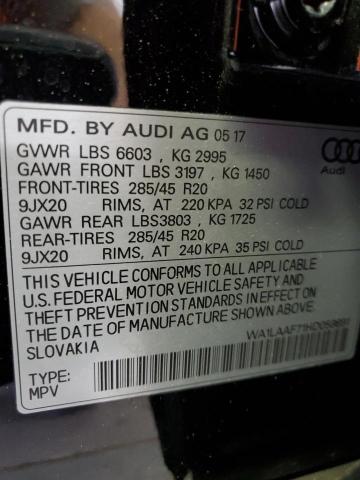 MFD. BY AUDI AG 05 17
GVWR LBS 6603 , KG 2995
GAWR FRONT LBS 3197 , KG 1450
FRONT-TIRES 285/45 R20
9JX20 RIMS, AT 220 KPA 32 PSI COLD
GAWR REAR LBS3803 , KG 1725
REAR-TIRES 285/45 R20
9JX20 RIMS, AT 240 KPA 35 PSI COLD
Audi
THIS VEHICLE CONFORMS TO ALL APPLICABLE
U.S. FEDERAL MOTOR VEHICLE SAFETY AND
THEFT PREVENTION STANDARDS IN EFFECT ON
THE DATE OF MANUFACTURE SHOWN ABOVE.
SLOVAKIA
TYPE:
MPV